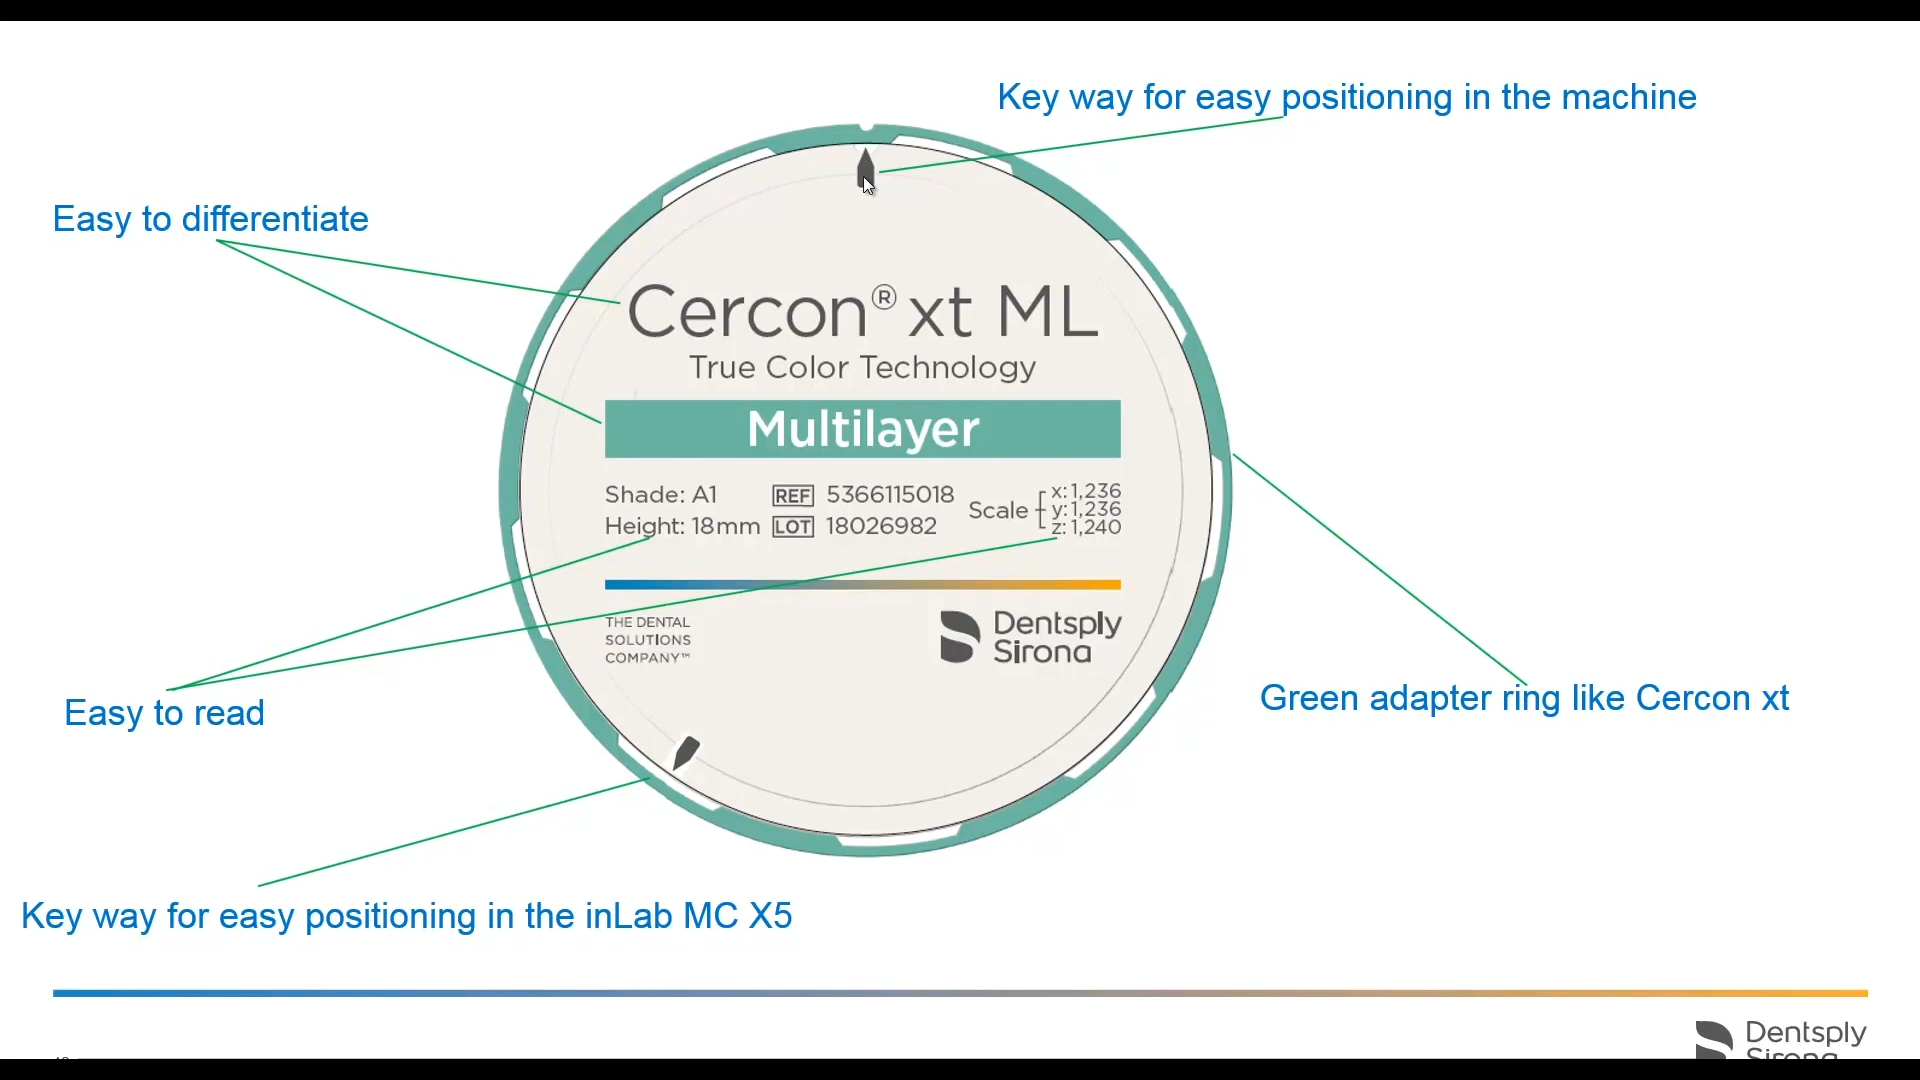 Key way for easy positioning in the machine
Easy to differentiate
Cercon® xt ML
True Color Technology
Multilayer
Shade: A1
Height: 18mm
REF 5366115018
LOT 18026982
Scale
x:1,236
y:1,236
z:1,240
THE DENTAL
SOLUTIONS
COMPANY™
Dentsply
Sirona
Easy to read
Green adapter ring like Cercon xt
Key way for easy positioning in the inLab MC X5
Dentsply
Sirona